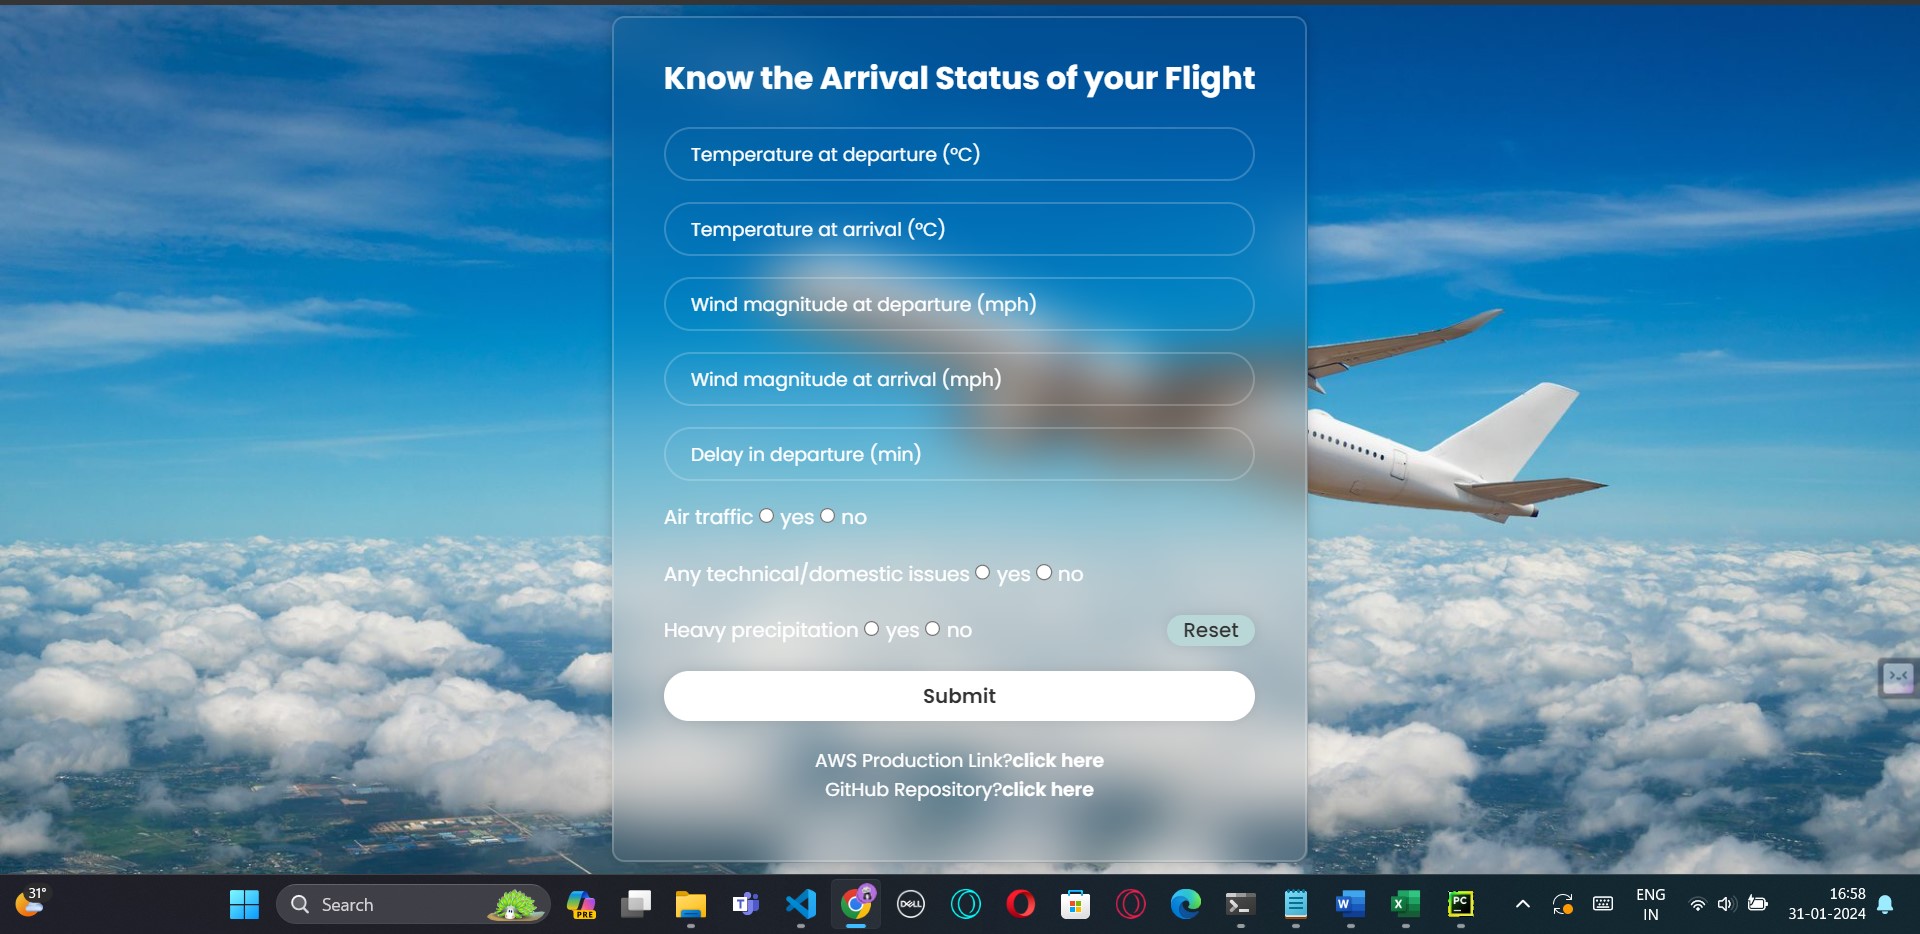 Know the Arrival Status of your Flight
Temperature at departure (°C)
Temperature at arrival (°C)
Wind magnitude at departure (mph)
Wind magnitude at arrival (mph)
Delay in departure (min)
Air traffic yes no
Any technical/domestic issues yes no
Heavy precipitation yes no
Reset
Submit
AWS Production Link?click here
GitHub Repository?click here
31°
Search
PRE
T
DELL
W
X
PC
ENG
IN
16:58
31-01-2024